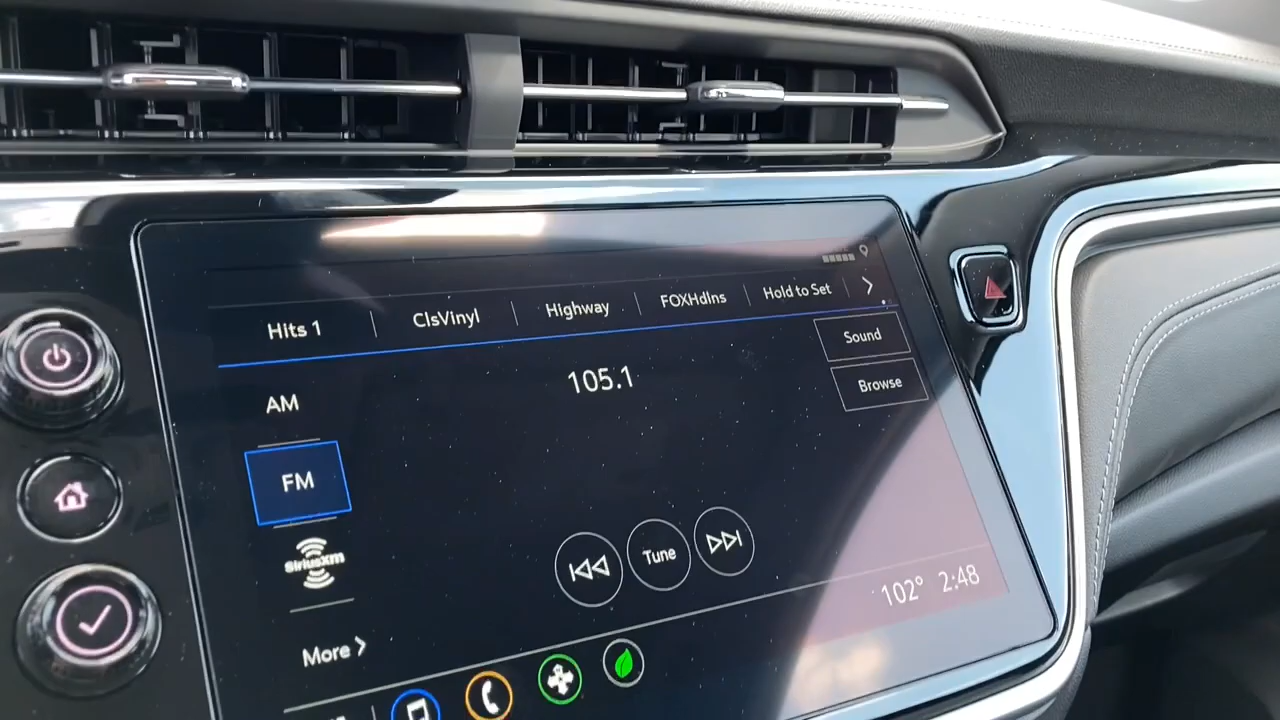 Hits 1
ClsVinyl
Highway
FOXHdlns
Hold to Set
Sound
105.1
Browse
AM
FM
SiriusXM
Tune
102° 2:48
More